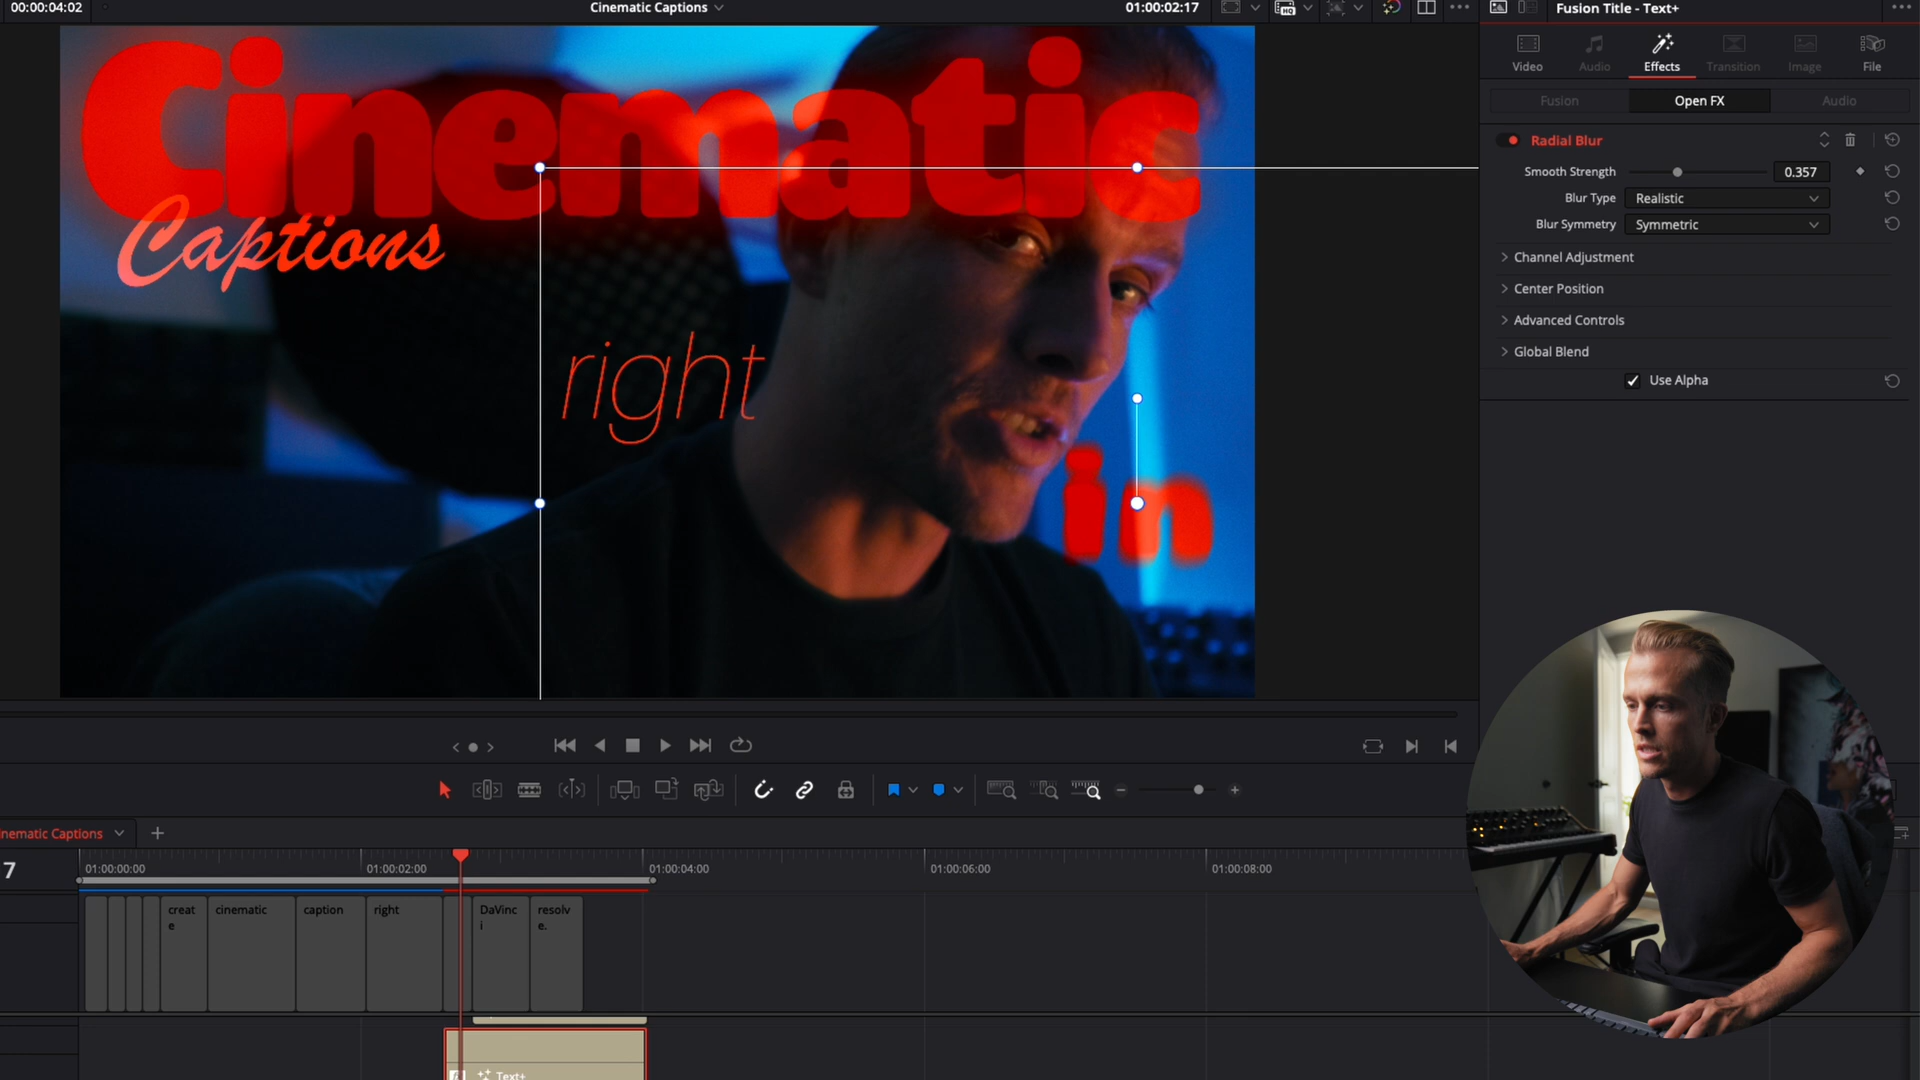 00:00:04:02
Cinematic Captions
01:00:02:17
HQ
Fusion Title - Text+
Video
Audio
Effects
Transition
Image
File
Fusion
Open FX
Audio
Radial Blur
Smooth Strength
0.357
Blur Type
Realistic
Blur Symmetry
Symmetric
Channel Adjustment
Center Position
Advanced Controls
Global Blend
Use Alpha
Cinematic
Captions
right
in
inematic Captions
7
01:00:00:00
01:00:02:00
01:00:04:00
01:00:06:00
01:00:08:00
creat
e
cinematic
caption
right
DaVinc
i
resolv
e.
Text+